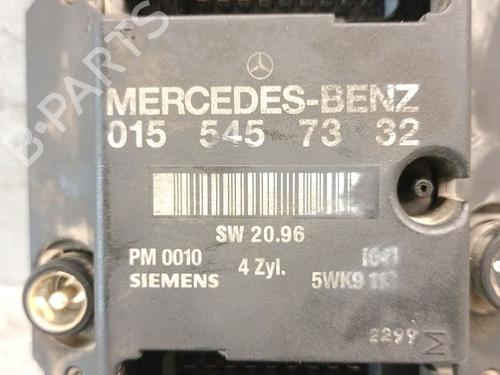 MERCEDES-BENZ
015 545 73 32
SW 20.96
PM 0010
4 Zyl.
SIEMENS
5WK9
2299 M
B-PARTS